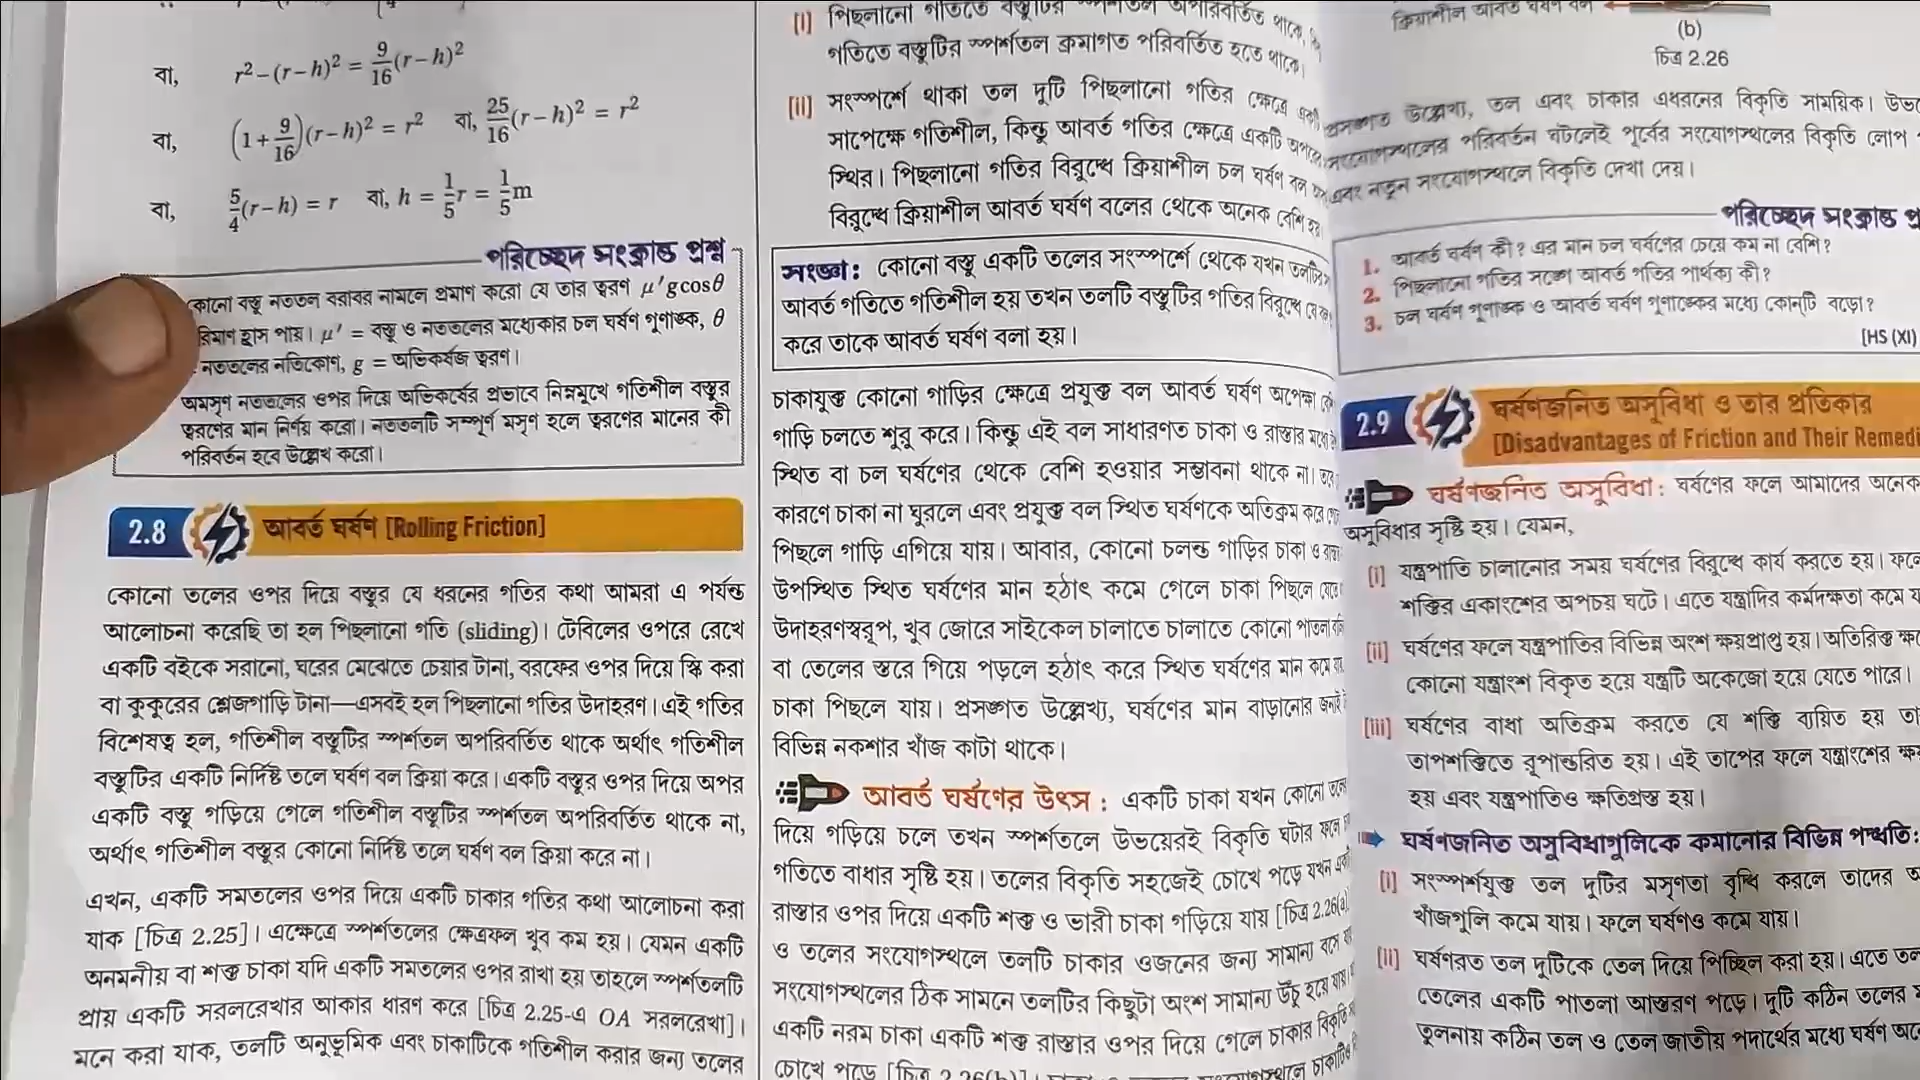 বা, r² – (r – h)² = 9/16 (r – h)²
বা, (1 + 9/16)(r – h)² = r² বা, 25/16 (r – h)² = r²
বা, 5/4 (r – h) = r বা, h = 1/5 r = 1/5 m
পরিচ্ছেদ সংক্রান্ত প্রশ্ন
কোনো বস্তু নততল বরাবর নামলে প্রমাণ করো যে তার ত্বরণ μ′gcosθ
হ্রাস পায়। μ′ = বস্তু ও নততলের মধ্যেকার চল ঘর্ষণ গুণাঙ্ক, θ
নততলের নতিকোণ, g = অভিকর্ষজ ত্বরণ।
অমসৃণ নততলের ওপর দিয়ে অভিকর্ষের প্রভাবে নিম্নমুখে গতিশীল বস্তুর
ত্বরণের মান নির্ণয় করো। নততলটি সম্পূর্ণ মসৃণ হলে ত্বরণের মানের কী
পরিবর্তন হবে উল্লেখ করো।
2.8 আবর্ত ঘর্ষণ [Rolling Friction]
কোনো তলের ওপর দিয়ে বস্তুর যে ধরনের গতির কথা আমরা এ পর্যন্ত
আলোচনা করেছি তা হল পিছলানো গতি (sliding)। টেবিলের ওপরে রেখে
একটি বইকে সরানো, ঘরের মেঝেতে চেয়ার টানা, বরফের ওপর দিয়ে স্কি করা
বা কুকুরের স্লেজগাড়ি টানা—এসবই হল পিছলানো গতির উদাহরণ। এই গতির
বিশেষত্ব হল, গতিশীল বস্তুটির স্পর্শতল অপরিবর্তিত থাকে অর্থাৎ গতিশীল
বস্তুটির একটি নির্দিষ্ট তলে ঘর্ষণ বল ক্রিয়া করে। একটি বস্তুর ওপর দিয়ে অপর
একটি বস্তু গড়িয়ে গেলে গতিশীল বস্তুটির স্পর্শতল অপরিবর্তিত থাকে না,
অর্থাৎ গতিশীল বস্তুর কোনো নির্দিষ্ট তলে ঘর্ষণ বল ক্রিয়া করে না।
এখন, একটি সমতলের ওপর দিয়ে একটি চাকার গতির কথা আলোচনা করা
যাক [চিত্র 2.25]। এক্ষেত্রে স্পর্শতলের ক্ষেত্রফল খুব কম হয়। যেমন একটি
অনমনীয় বা শক্ত চাকা যদি একটি সমতলের ওপর রাখা হয় তাহলে স্পর্শতলটি
প্রায় একটি সরলরেখার আকার ধারণ করে [চিত্র 2.25-এ OA সরলরেখা]।
মনে করা যাক, তলটি অনুভূমিক এবং চাকাটিকে গতিশীল করার জন্য তলের
[i] পিছলানো গতিতে বস্তুটির স্পর্শতল অপরিবর্তিত থাকে,
গতিতে বস্তুটির স্পর্শতল ক্রমাগত পরিবর্তিত হতে থাকে।
[ii] সংস্পর্শে থাকা তল দুটি পিছলানো গতির ক্ষেত্রে
সাপেক্ষে গতিশীল, কিন্তু আবর্ত গতির ক্ষেত্রে একটি
স্থির। পিছলানো গতির বিরুদ্ধে ক্রিয়াশীল চল ঘর্ষণ বল
বিরুদ্ধে ক্রিয়াশীল আবর্ত ঘর্ষণ বলের থেকে অনেক বেশি হয়
সংজ্ঞা: কোনো বস্তু একটি তলের সংস্পর্শে থেকে যখন
আবর্ত গতিতে গতিশীল হয় তখন তলটি বস্তুটির গতির বিরুদ্ধে যে
করে তাকে আবর্ত ঘর্ষণ বলা হয়।
চাকাযুক্ত কোনো গাড়ির ক্ষেত্রে প্রযুক্ত বল আবর্ত ঘর্ষণ অপেক্ষা
গাড়ি চলতে শুরু করে। কিন্তু এই বল সাধারণত চাকা ও রাস্তার
স্থিত বা চল ঘর্ষণের থেকে বেশি হওয়ার সম্ভাবনা থাকে না।
কারণে চাকা না ঘুরলে এবং প্রযুক্ত বল স্থিত ঘর্ষণকে অতিক্রম করে
পিছলে গাড়ি এগিয়ে যায়। আবার, কোনো চলন্ত গাড়ির চাকা ও
উপস্থিত স্থিত ঘর্ষণের মান হঠাৎ কমে গেলে চাকা পিছলে
উদাহরণস্বরূপ, খুব জোরে সাইকেল চালাতে চালাতে কোনো পাতলা
বা তেলের স্তরে গিয়ে পড়লে হঠাৎ করে স্থিত ঘর্ষণের মান কমে
চাকা পিছলে যায়। প্রসঙ্গত উল্লেখ্য, ঘর্ষণের মান বাড়ানোর
বিভিন্ন নকশার খাঁজ কাটা থাকে।
আবর্ত ঘর্ষণের উৎস : একটি চাকা যখন কোনো
দিয়ে গড়িয়ে চলে তখন স্পর্শতলে উভয়েরই বিকৃতি ঘটার ফলে
গতিতে বাধার সৃষ্টি হয়। তলের বিকৃতি সহজেই চোখে পড়ে যখন
রাস্তার ওপর দিয়ে একটি শক্ত ও ভারী চাকা গড়িয়ে যায় [চিত্র 2.26(a)
ও তলের সংযোগস্থলে তলটি চাকার ওজনের জন্য সামান্য বসে
সংযোগস্থলের ঠিক সামনে তলটির কিছুটা অংশ সামান্য উঁচু হয়ে যায়।
একটি নরম চাকা একটি শক্ত রাস্তার ওপর দিয়ে গেলে চাকার বিকৃতি
চোখে পড়ে [চিত্র 2.26(b)]।
ক্রিয়াশীল আবর্ত ঘর্ষণ বল
(b)
চিত্র 2.26
প্রসঙ্গত উল্লেখ্য, তল এবং চাকার এধরনের বিকৃতি সাময়িক।
সংযোগস্থলের পরিবর্তন ঘটলেই পূর্বের সংযোগস্থলের বিকৃতি লোপ
এবং নতুন সংযোগস্থলে বিকৃতি দেখা দেয়।
পরিচ্ছেদ সংক্রান্ত
1. আবর্ত ঘর্ষণ কী? এর মান চল ঘর্ষণের চেয়ে কম না বেশি?
2. পিছলানো গতির সঙ্গে আবর্ত গতির পার্থক্য কী?
3. চল ঘর্ষণ গুণাঙ্ক ও আবর্ত ঘর্ষণ গুণাঙ্কের মধ্যে কোন্‌টি বড়ো?
[HS (XI)
2.9 ঘর্ষণজনিত অসুবিধা ও তার প্রতিকার
[Disadvantages of Friction and Their Remedi
ঘর্ষণজনিত অসুবিধা : ঘর্ষণের ফলে আমাদের অনেক
অসুবিধার সৃষ্টি হয়। যেমন,
[i] যন্ত্রপাতি চালানোর সময় ঘর্ষণের বিরুদ্ধে কার্য করতে হয়। ফলে
শক্তির একাংশের অপচয় ঘটে। এতে যন্ত্রাদির কর্মদক্ষতা কমে
[ii] ঘর্ষণের ফলে যন্ত্রপাতির বিভিন্ন অংশ ক্ষয়প্রাপ্ত হয়। অতিরিক্ত
কোনো যন্ত্রাংশ বিকৃত হয়ে যন্ত্রটি অকেজো হয়ে যেতে পারে।
[iii] ঘর্ষণের বাধা অতিক্রম করতে যে শক্তি ব্যয়িত হয় তা
তাপশক্তিতে রূপান্তরিত হয়। এই তাপের ফলে যন্ত্রাংশের
হয় এবং যন্ত্রপাতিও ক্ষতিগ্রস্ত হয়।
ঘর্ষণজনিত অসুবিধাগুলিকে কমানোর বিভিন্ন পদ্ধতি:
[i] সংস্পর্শযুক্ত তল দুটির মসৃণতা বৃদ্ধি করলে তাদের
খাঁজগুলি কমে যায়। ফলে ঘর্ষণও কমে যায়।
[ii] ঘর্ষণরত তল দুটিকে তেল দিয়ে পিচ্ছিল করা হয়। এতে
তেলের একটি পাতলা আস্তরণ পড়ে। দুটি কঠিন তলের
তুলনায় কঠিন তল ও তেল জাতীয় পদার্থের মধ্যে ঘর্ষণ